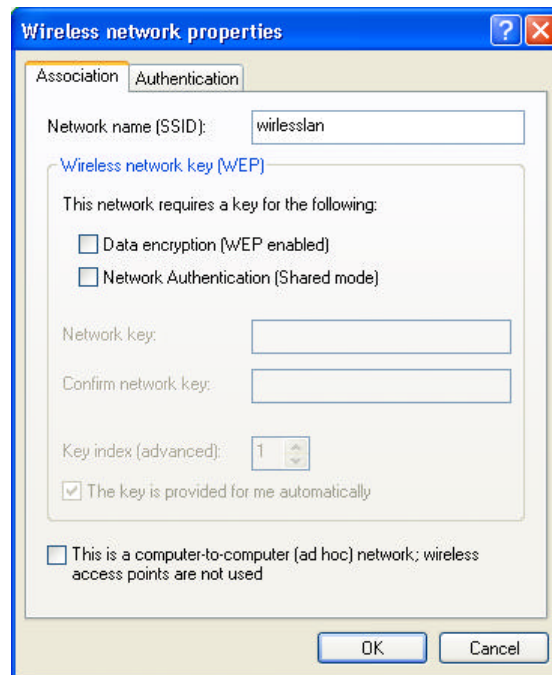 Wireless network properties
Association
Authentication
Network name (SSID):
wirlesslan
Wireless network key (WEP)
This network requires a key for the following:
Data encryption (WEP enabled)
Network Authentication (Shared mode)
Network key:
Confirm network key:
Key index (advanced):
1
The key is provided for me automatically
This is a computer-to-computer (ad hoc) network; wireless
access points are not used
OK
Cancel